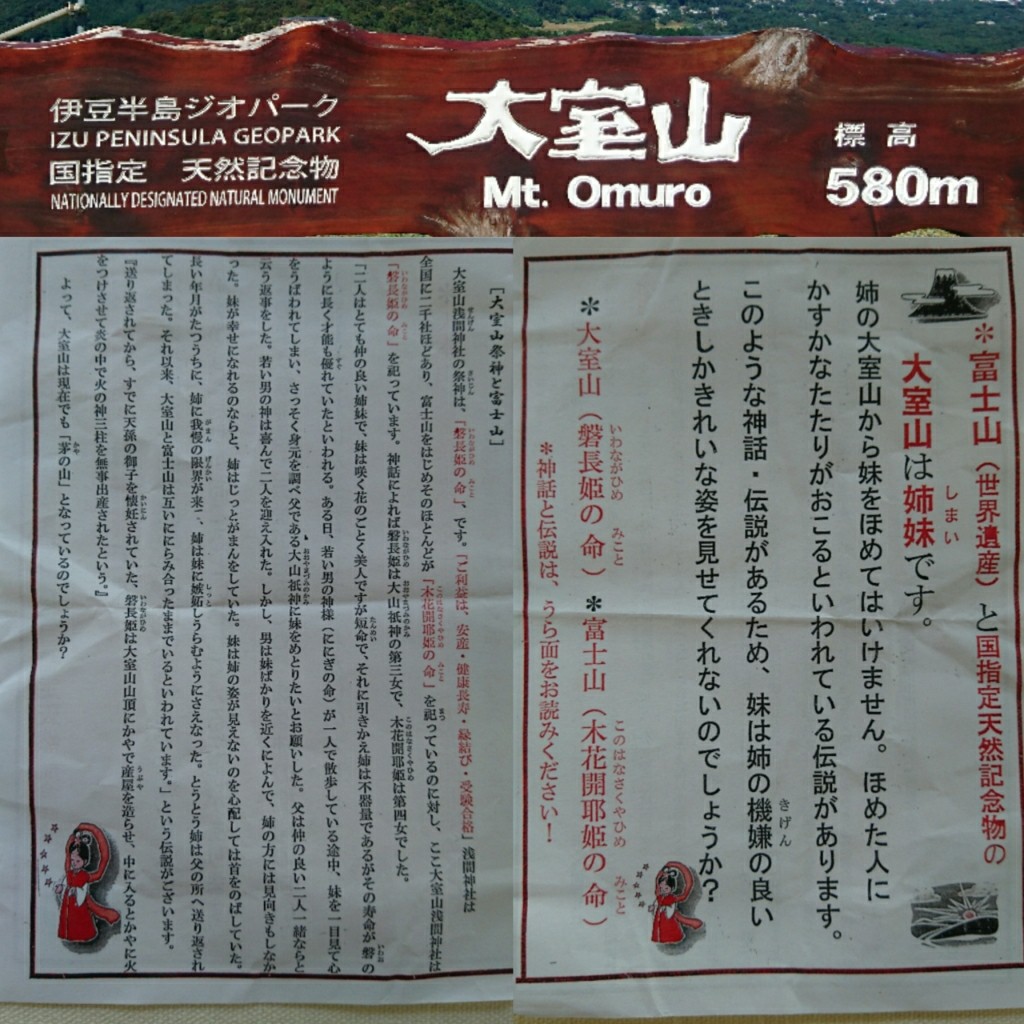 伊豆半島ジオパーク
IZU PENINSULA GEOPARK
国指定 天然記念物
NATIONALLY DESIGNATED NATURAL MONUMENT
大室山
Mt. Omuro
標高
580m
*富士山(世界遺産)と国指定天然記念物の
大室山は姉妹です。
しまい
姉の大室山から妹をほめてはいけません。ほめた人に
かすかなたたりがおこるといわれている伝説があります。
このような神話・伝説があるため、妹は姉の機嫌の良い
きげん
ときしかきれいな姿を見せてくれないのでしょうか?
*大室山(磐長姫の命) *富士山(木花開耶姫の命)
いわながひめ みこと このはなさくやひめ みこと
*神話と伝説は、うら面をお読みください!
[大室山祭神と富士山]
大室山浅間神社の祭神は、『磐長姫の命』、です。『ご利益は、安産・健康長寿・縁結び・受験合格』浅間神社は
全国に二千社ほどあり、富士山をはじめそのほとんどが『木花開耶姫の命』を祀っているのに対し、ここ大室山浅間神社は
『磐長姫の命』を祀っています。神話によれば磐長姫は大山祇神の第三女で、木花開耶姫は第四女でした。
「二人はとても仲の良い姉妹で、妹は咲く花のごとく美人ですが短命で、それに引きかえ姉は不器量であるがその寿命が磐の
ように長く才能も優れていたといわれる。ある日、若い男の神様(ににぎの命)が一人で散歩している途中、妹を一目見て心
をうばわれてしまい、さっそく身元を調べ父である大山祇神に妹をめとりたいとお願いした。父は仲の良い二人一緒ならと
云う返事をした。若い男の神は喜んで二人を迎え入れた。しかし、男は妹ばかりを近くによんで、姉の方には見向きもしなか
った。妹が幸せになれるのならと、姉はじっとがまんをしていた。妹は姉の姿が見えないのを心配しては首をのばしていた。
長い年月がたつうちに、姉に我慢の限界が来て、姉は妹に嫉妬しうらむようにさえなった。とうとう姉は父の所へ送り返され
てしまった。それ以来、大室山と富士山は互いににらみ合ったままでいるといわれています。」という伝説がございます。
『送り返されてから、すでに天孫の御子を懐妊されていた、磐長姫は大室山山頂にかやで産屋を造らせ、中に入るとかやに火
をつけさせて炎の中で火の神三柱を無事出産されたという。』
よって、大室山は現在でも「茅の山」となっているのでしょうか?